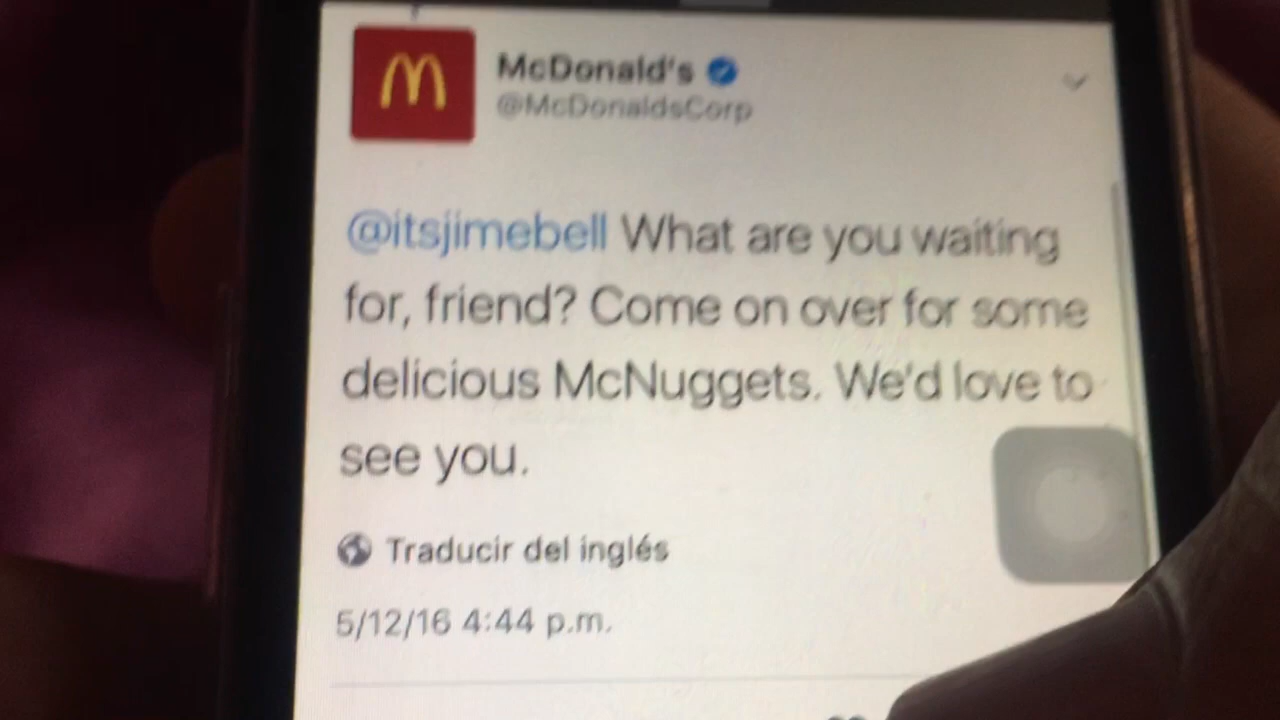 McDonald's
@McDonaldsCorp
@itsjimebell What are you waiting
for, friend? Come on over for some
delicious McNuggets. We'd love to
see you.
Traducir del inglés
5/12/16 4:44 p.m.